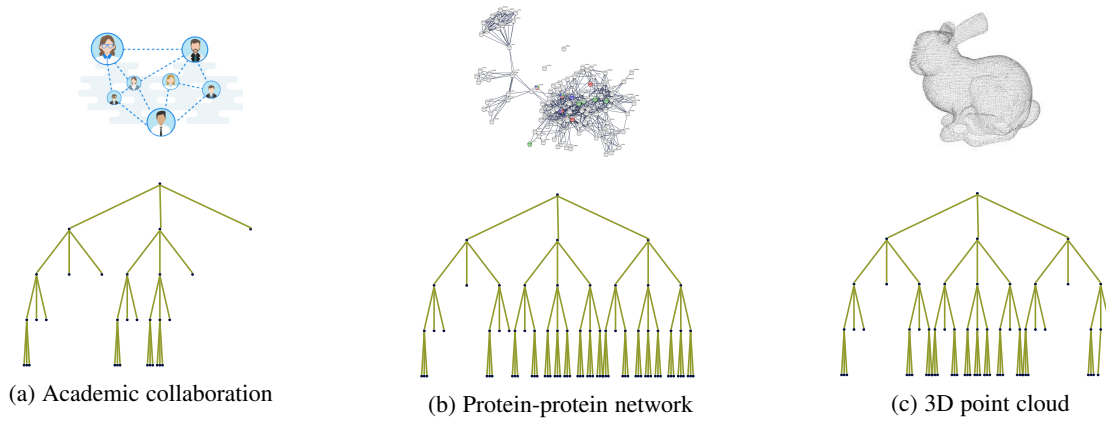 (a) Academic collaboration
(b) Protein-protein network
(c) 3D point cloud